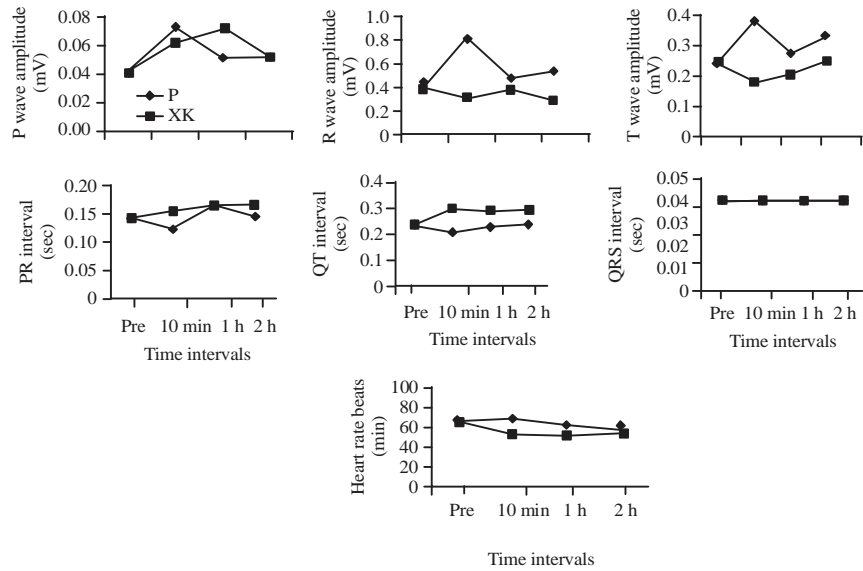 P wave amplitude
(mV)
0.08
0.06
0.04
0.02
0.00
P
XK
R wave amplitude
(mV)
1.0
0.8
0.6
0.4
0.2
0
T wave amplitude
(mV)
0.4
0.3
0.2
0.1
0
PR interval
(sec)
0.20
0.15
0.10
0.05
0
Pre 10 min 1 h 2 h
Time intervals
QT interval
(sec)
0.4
0.3
0.2
0.1
0
Pre 10 min 1 h 2 h
Time intervals
QRS interval
(sec)
0.05
0.04
0.04
0.01
0.01
0
Pre 10 min 1 h 2 h
Time intervals
Heart rate beats
(min)
100
80
60
40
20
0
Pre 10 min 1 h 2 h
Time intervals